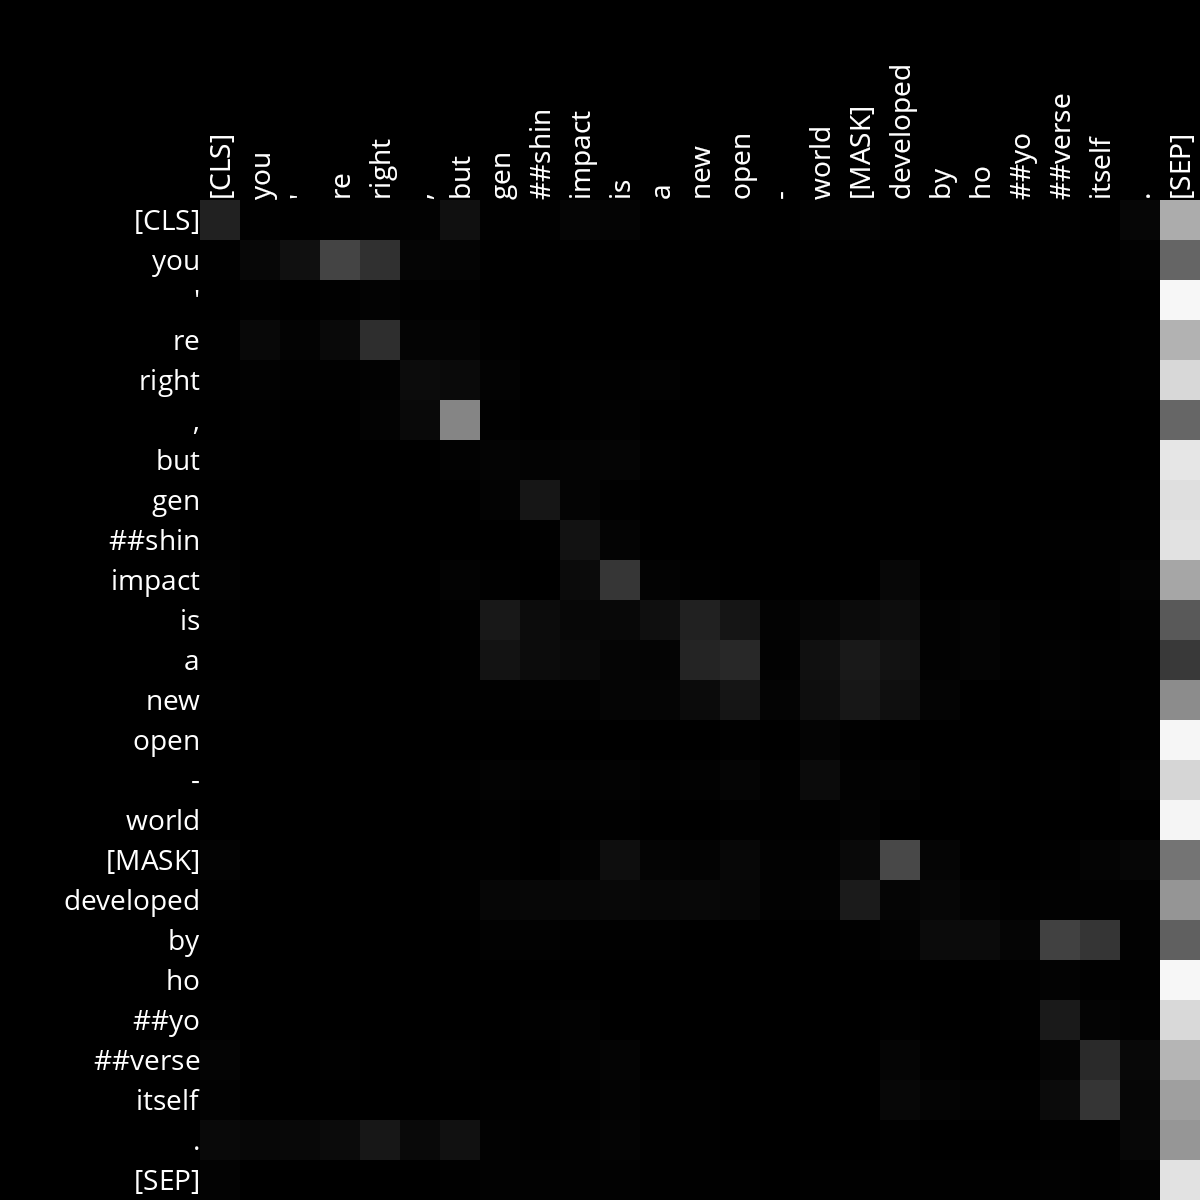 [CLS] you ' re right , but gen ##shin impact is a new open - world [MASK] developed by ho ##yo ##verse itself . [SEP]
[CLS]
you
'
re
right
,
but
gen
##shin
impact
is
a
new
open
-
world
[MASK]
developed
by
ho
##yo
##verse
itself
.
[SEP]